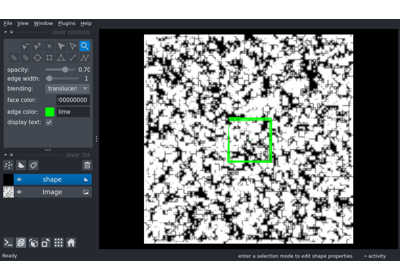 File View Window Plugins Help
layer controls
opacity: 0.70
edge width: 1
blending: translucen
face color: 00000000
edge color: lime
display text:
layer list
shape
Image
Ready
enter a selection mode to edit shape properties
activity